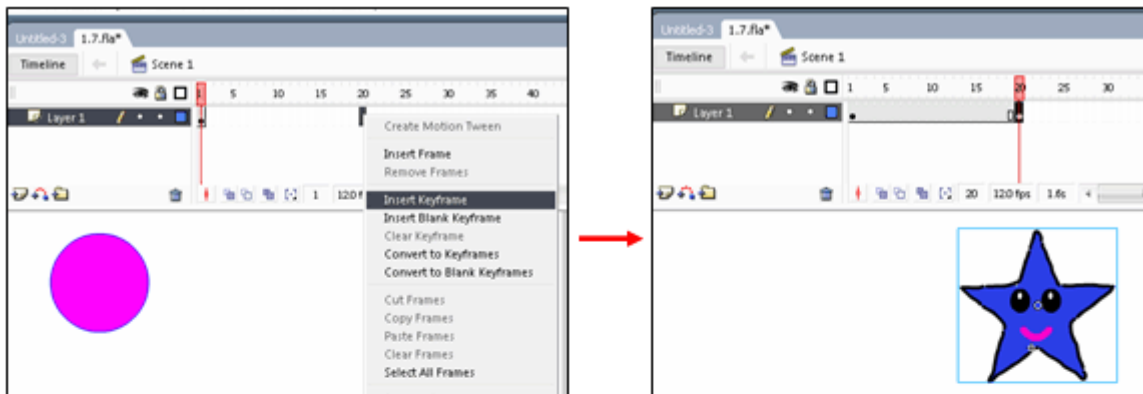 Untitled-3 1.7.fla*
Timeline Scene 1
1 5 10 15 20 25 30 35 40
Layer 1
Create Motion Tween
Insert Frame
Remove Frames
1 120 f
Insert Keyframe
Insert Blank Keyframe
Clear Keyframe
Convert to Keyframes
Convert to Blank Keyframes
Cut Frames
Copy Frames
Paste Frames
Clear Frames
Select All Frames
Untitled-3 1.7.fla*
Timeline Scene 1
1 5 10 15 20 25 30
Layer 1
20 120 fps 1.6s